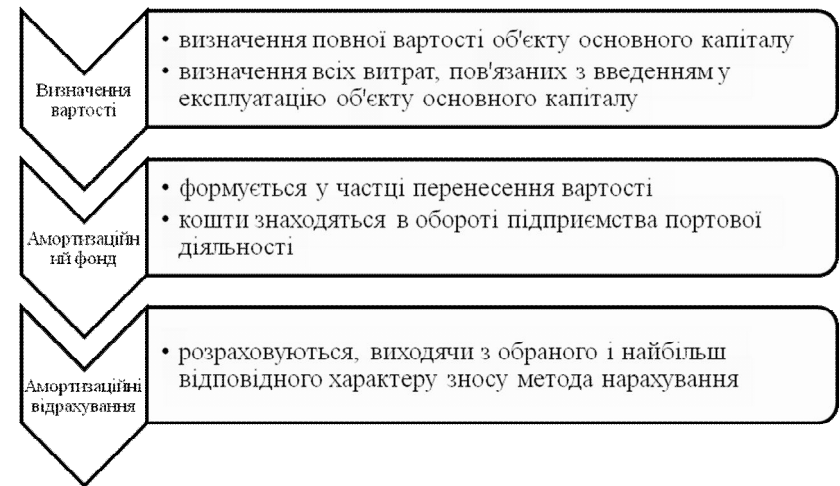 Визначення
вартості
• визначення повної вартості об'єкту основного капіталу
• визначення всіх витрат, пов'язаних з введенням у
експлуатацію об'єкту основного капіталу
Амортизаційн
ий фонд
• формується у частці перенесення вартості
• кошти знаходяться в обороті підприємства портової
діяльності
Амортизаційні
відрахування
• розраховуються, виходячи з обраного і найбільш
відповідного характеру зносу метода нарахування